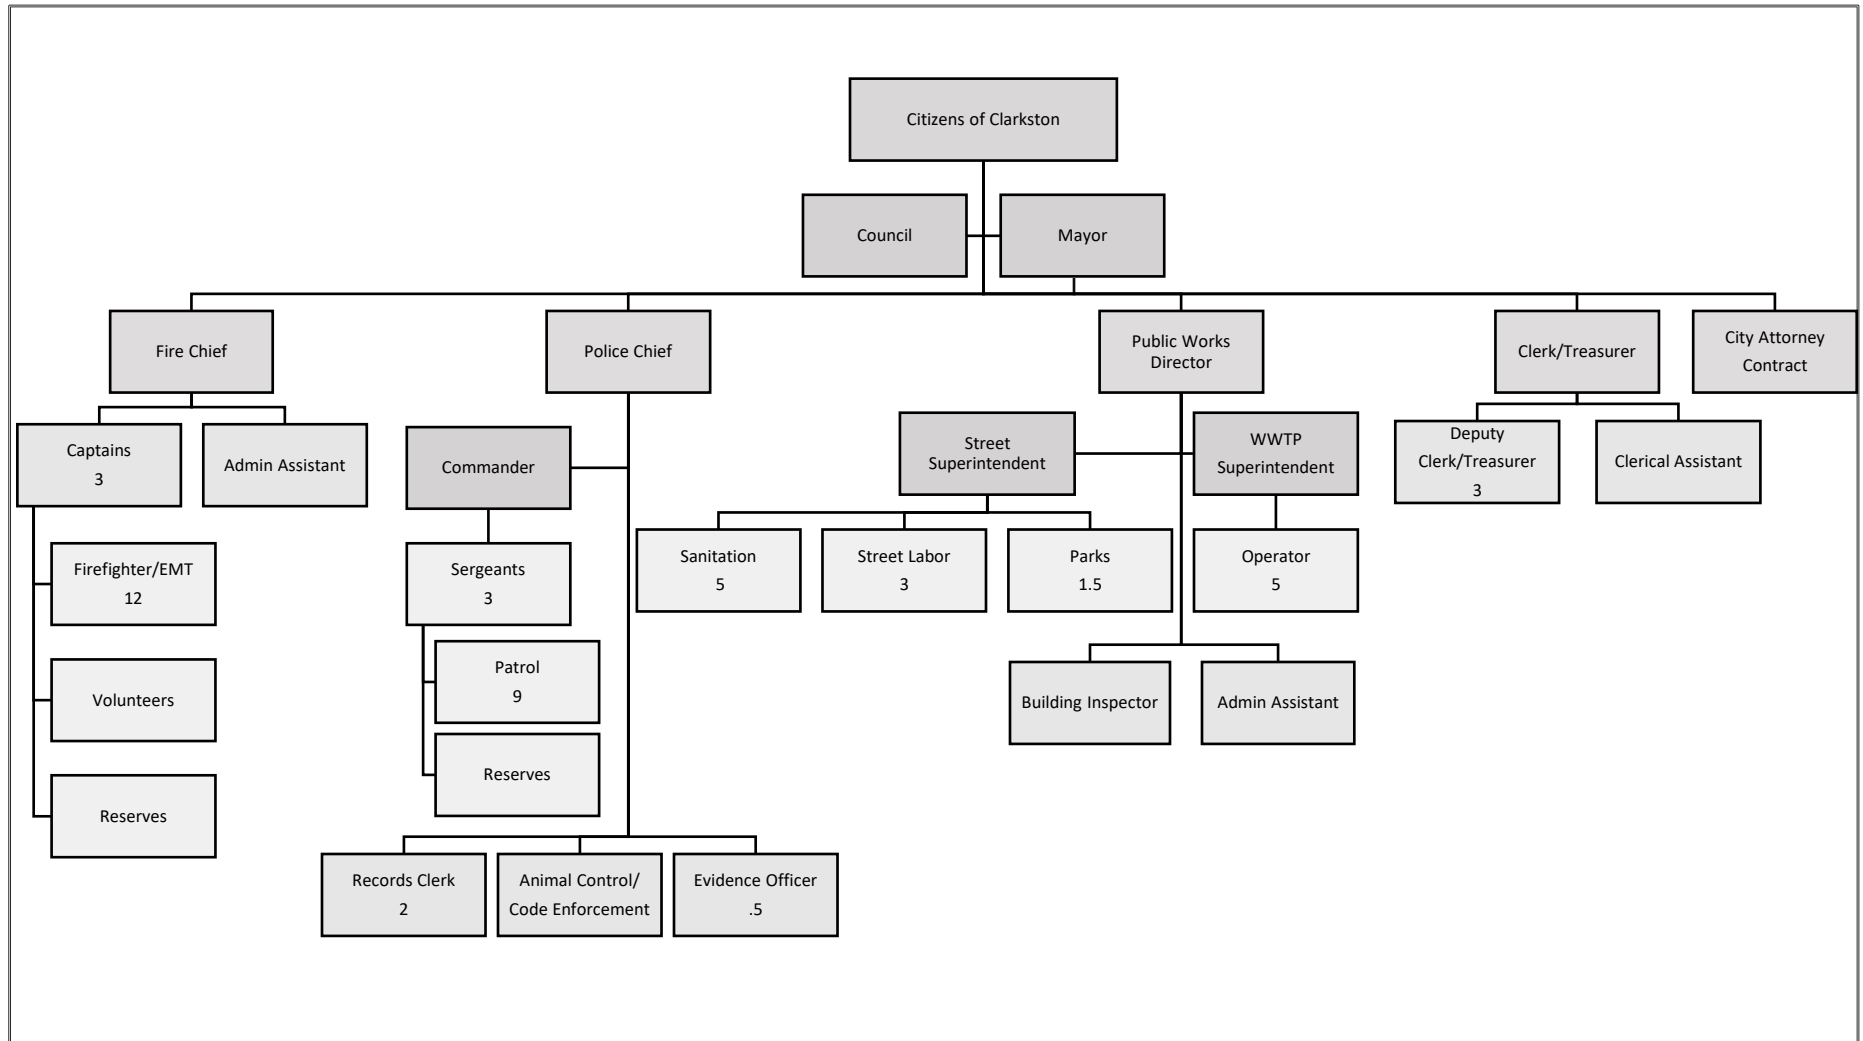 Citizens of Clarkston
Council
Mayor
Fire Chief
Police Chief
Public Works
Director
Clerk/Treasurer
City Attorney
Contract
Captains
3
Admin Assistant
Commander
Street
Superintendent
WWTP
Superintendent
Deputy
Clerk/Treasurer
3
Clerical Assistant
Firefighter/EMT
12
Sergeants
3
Sanitation
5
Street Labor
3
Parks
1.5
Operator
5
Volunteers
Patrol
9
Building Inspector
Admin Assistant
Reserves
Reserves
Records Clerk
2
Animal Control/
Code Enforcement
Evidence Officer
.5